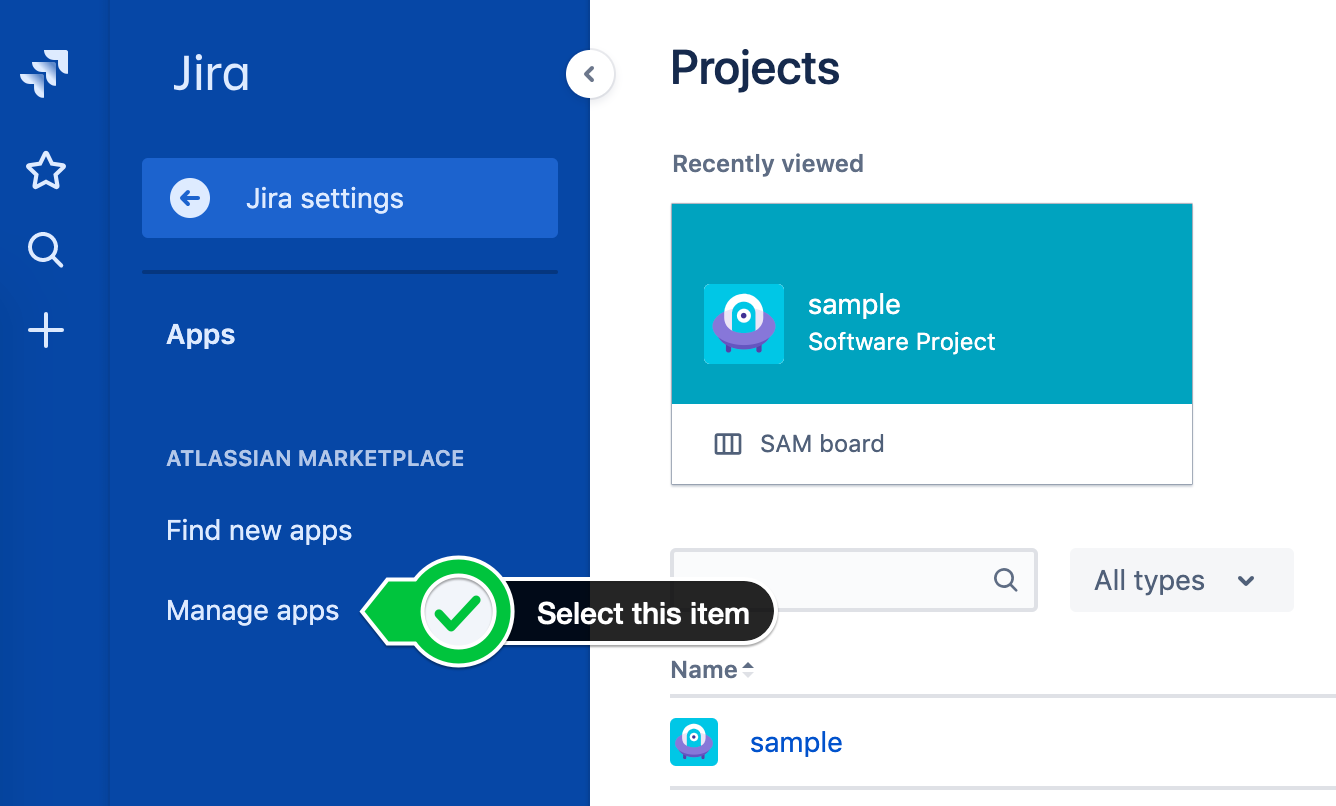 Jira
Jira settings
Apps
ATLASSIAN MARKETPLACE
Find new apps
Manage apps
Select this item
Projects
Recently viewed
sample
Software Project
SAM board
All types
Name
sample